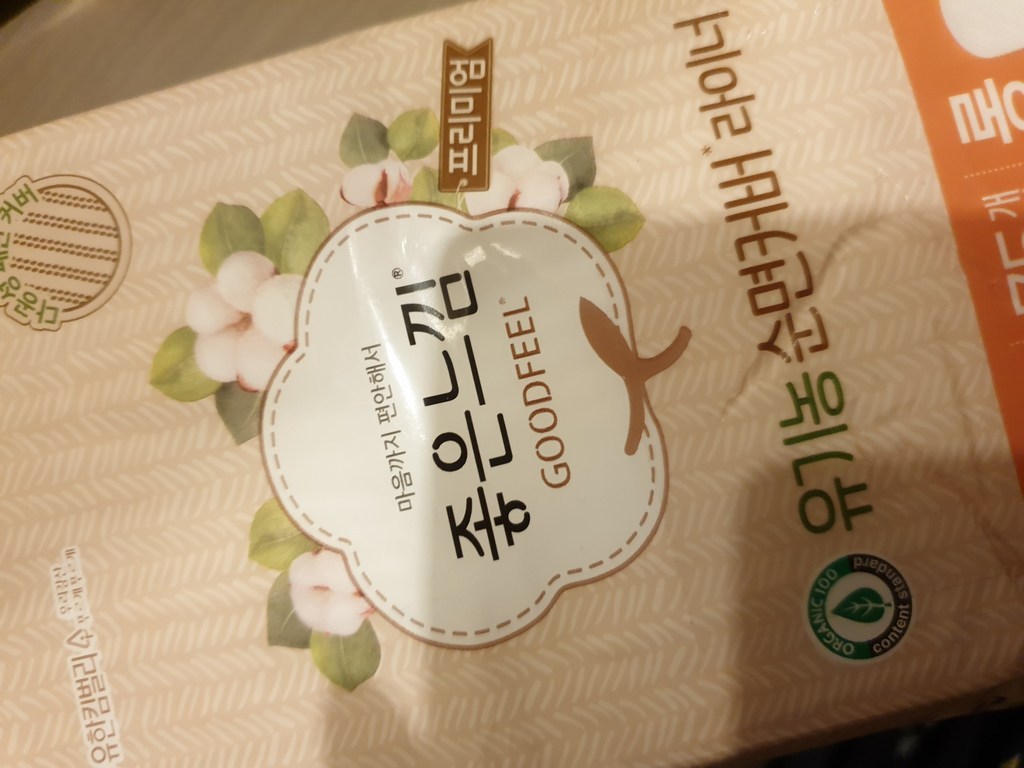 유한킴벌리
프리미엄
마음까지 편안해서
좋은느낌®
GOODFEEL®
유기농 순면커버* 라이너
ORGANIC 100
content standard
롱